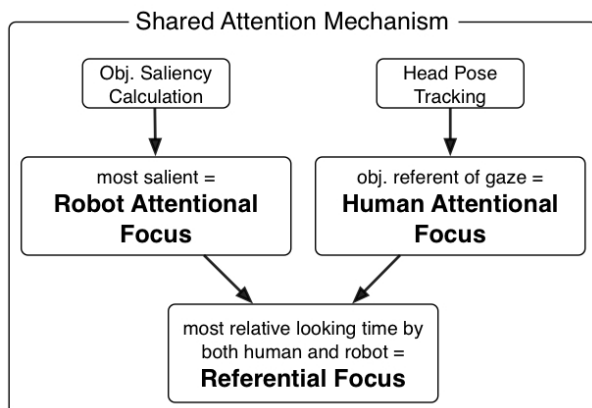 Shared Attention Mechanism
Obj. Saliency
Calculation
Head Pose
Tracking
most salient =
Robot Attentional
Focus
obj. referent of gaze =
Human Attentional
Focus
most relative looking time by
both human and robot =
Referential Focus